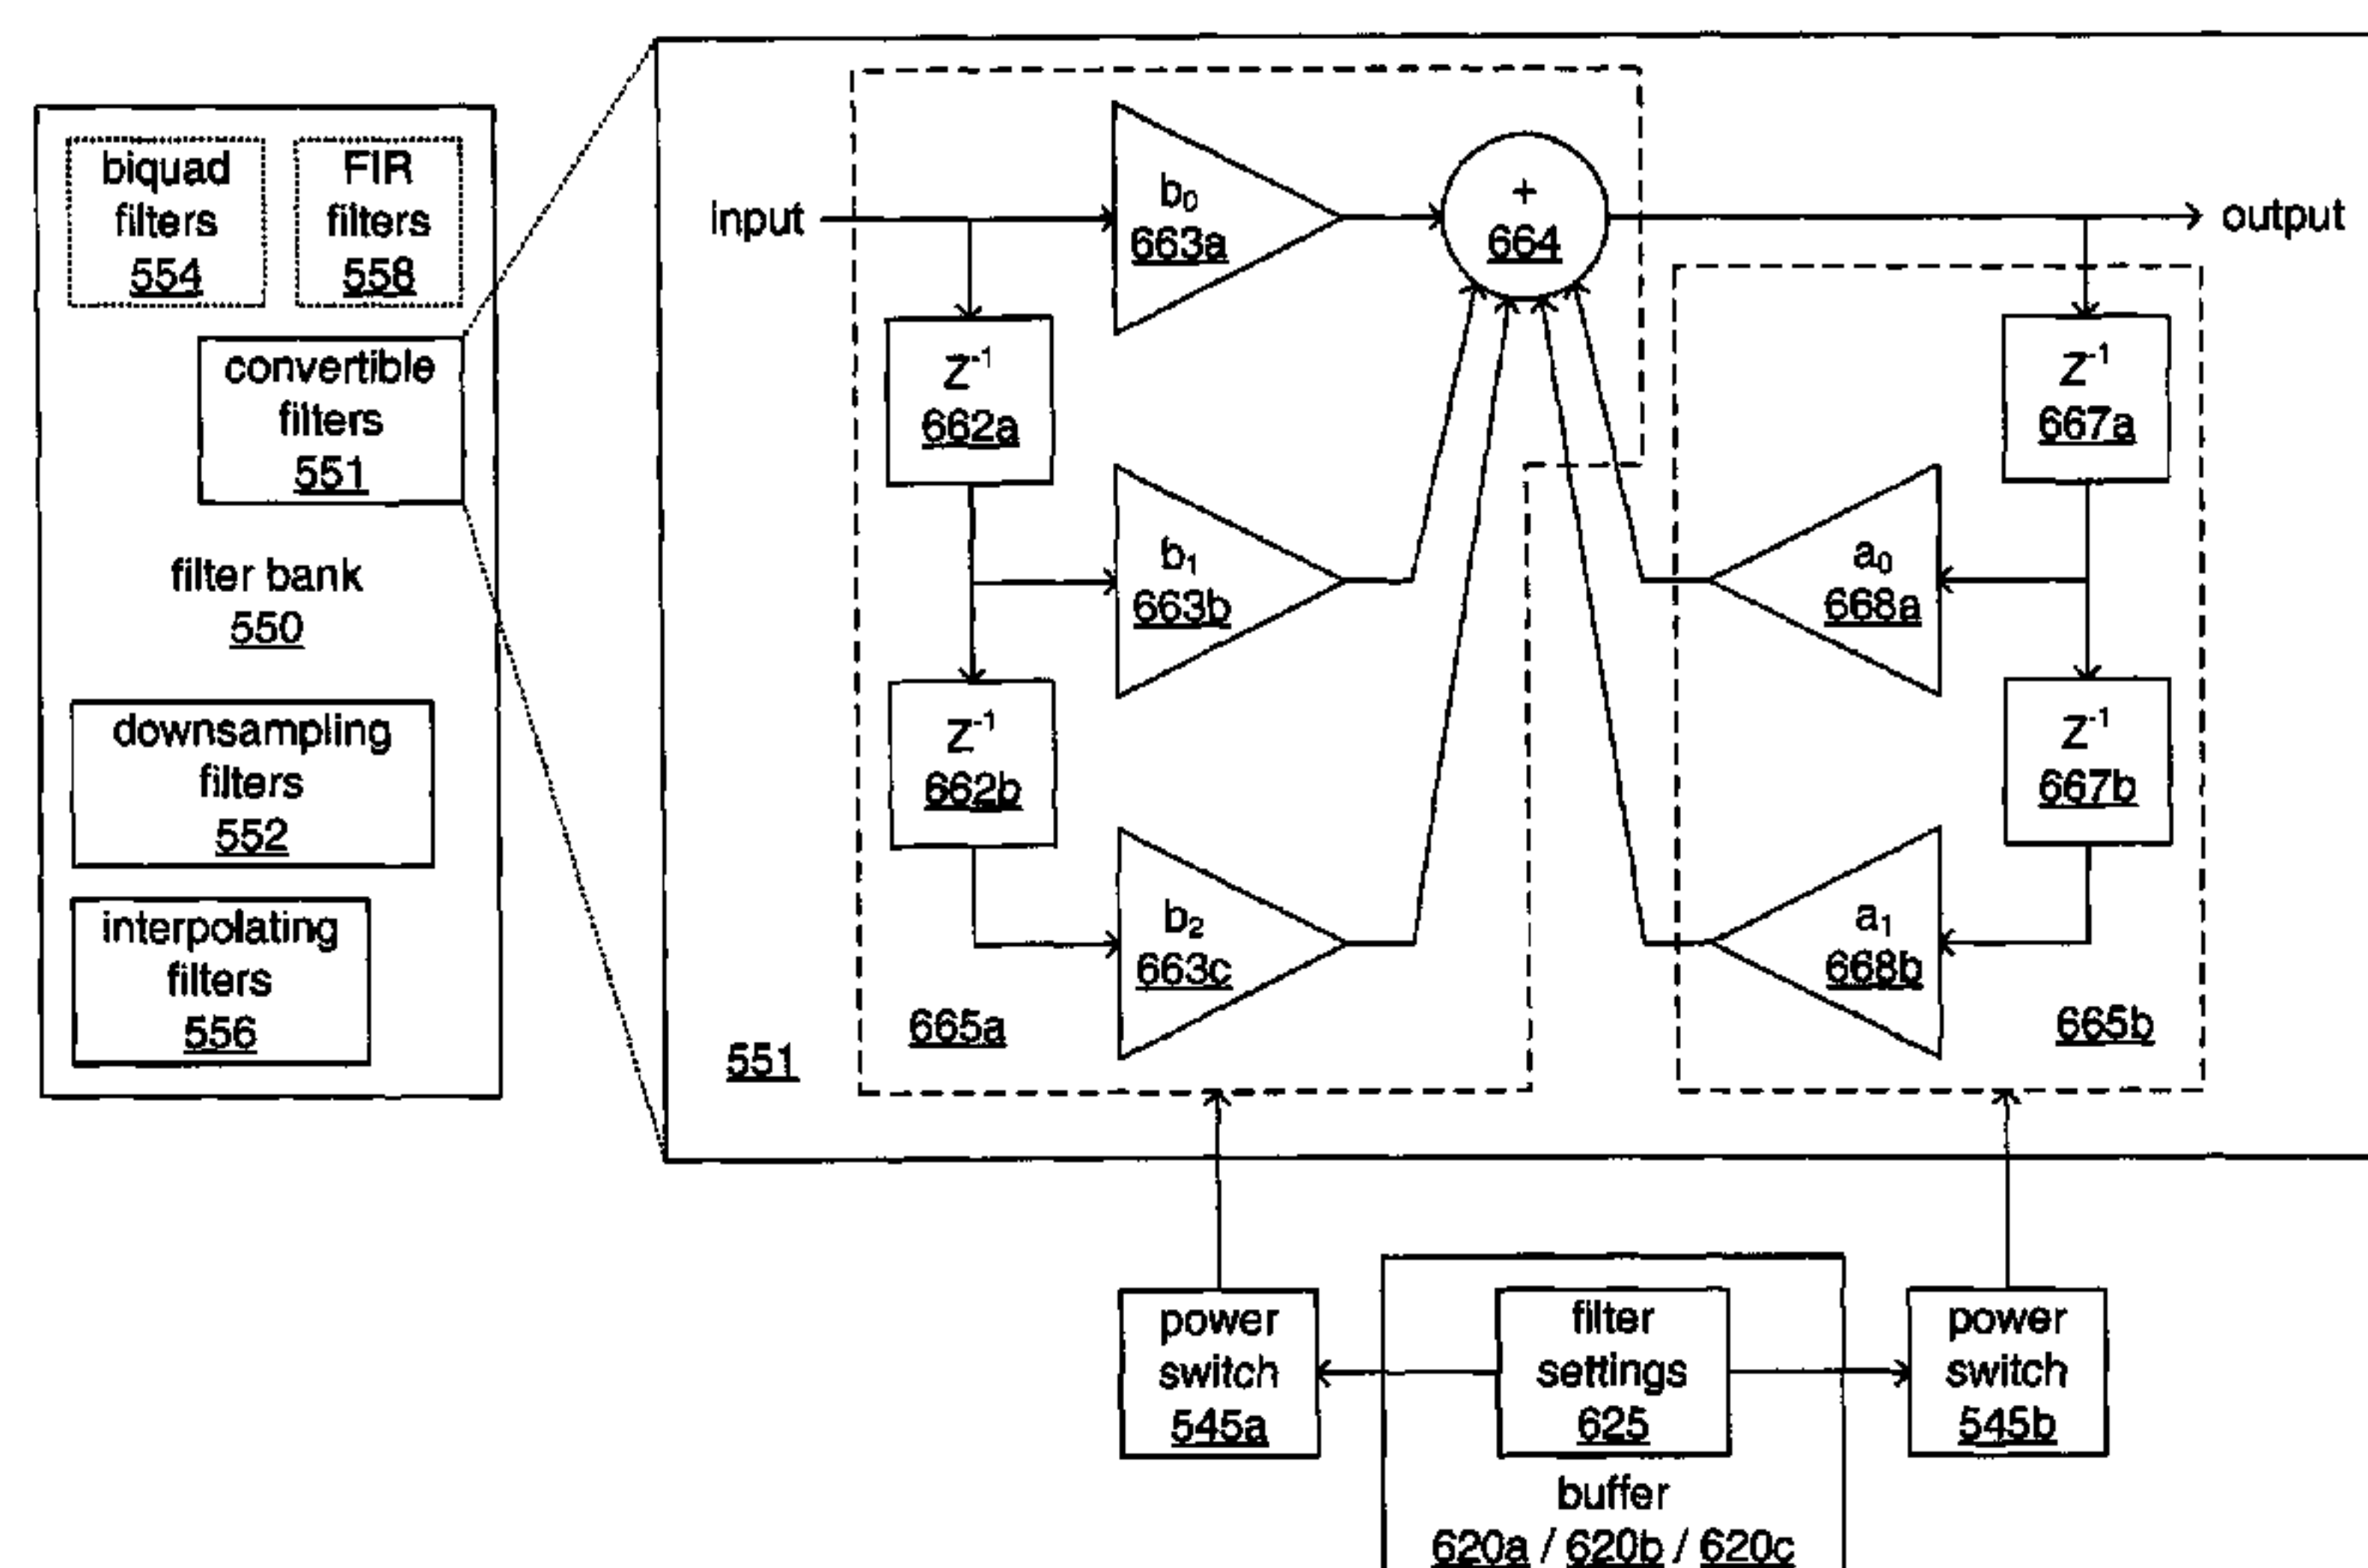 biquad
filters
554
FIR
filters
558
convertible
filters
551
filter bank
550
downsampling
filters
552
interpolating
filters
556
input
b₀
663a
+
664
output
Z⁻¹
662a
Z⁻¹
667a
b₁
663b
a₀
668a
Z⁻¹
662b
Z⁻¹
667b
b₂
663c
a₁
668b
665a
665b
551
power
switch
545a
filter
settings
625
power
switch
545b
buffer
620a / 620b / 620c